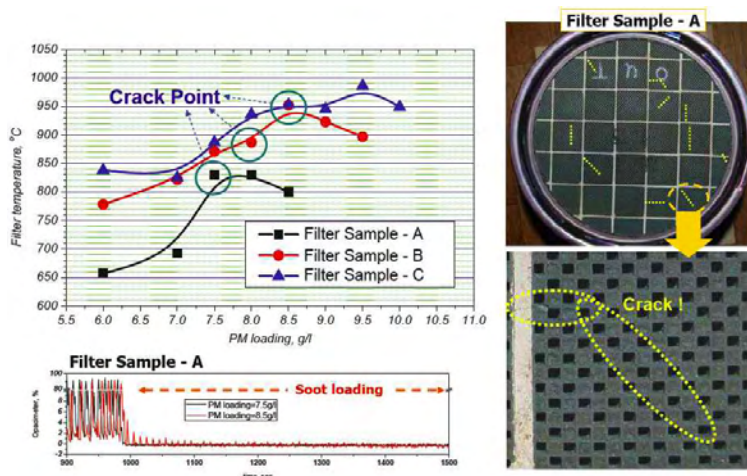 Filter Sample - A
1050
1000
950
900
850
800
750
700
650
600
Filter temperature, °C
Crack Point
Filter Sample - A
Filter Sample - B
Filter Sample - C
5.5 6.0 6.5 7.0 7.5 8.0 8.5 9.0 9.5 10.0 10.5 11.0
PM loading, g/l
Crack !
Filter Sample - A
Opacimeter, %
80
0
Soot loading
PM loading=7.5g/l
PM loading=8.5g/l
900 1000 1100 1200 1300 1400 1500